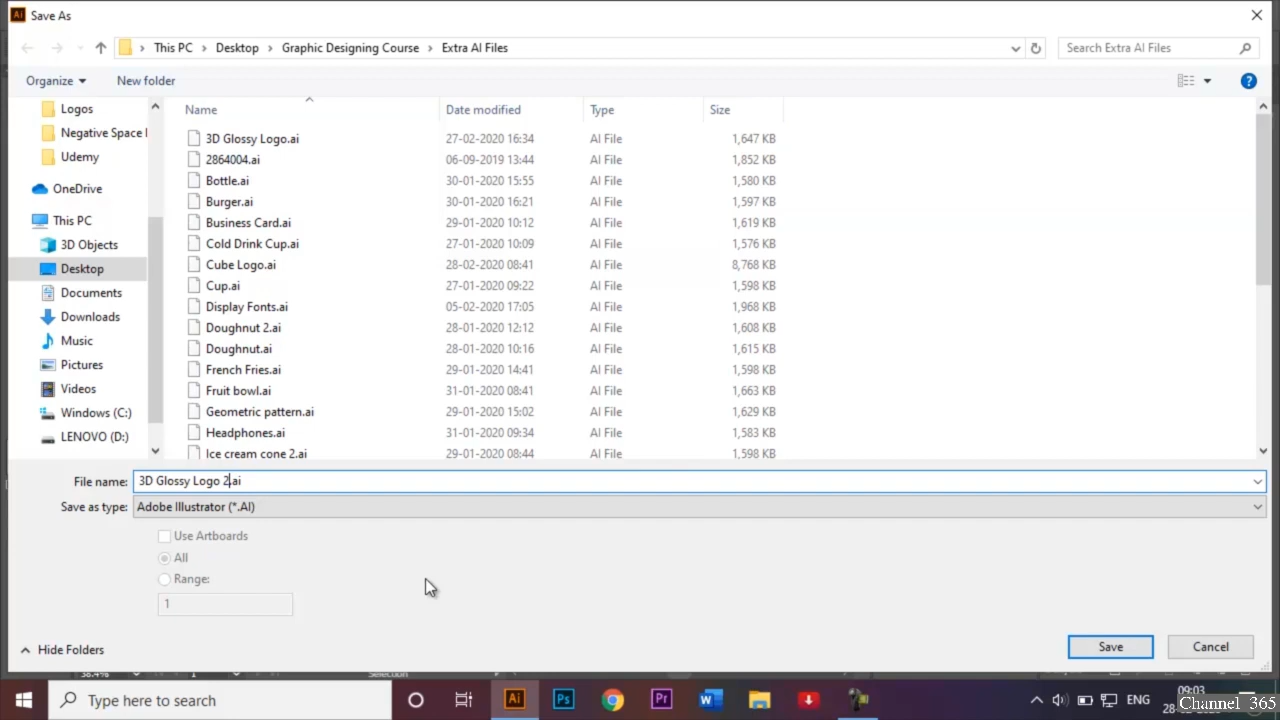 Save As
This PC > Desktop > Graphic Designing Course > Extra AI Files
Search Extra AI Files
Organize
New folder
Logos
Negative Space
Udemy
OneDrive
This PC
3D Objects
Desktop
Documents
Downloads
Music
Pictures
Videos
Windows (C:)
LENOVO (D:)
Name Date modified Type Size
3D Glossy Logo.ai 27-02-2020 16:34 AI File 1,647 KB
2864004.ai 06-09-2019 13:44 AI File 1,852 KB
Bottle.ai 30-01-2020 15:55 AI File 1,580 KB
Burger.ai 30-01-2020 16:21 AI File 1,597 KB
Business Card.ai 29-01-2020 10:12 AI File 1,619 KB
Cold Drink Cup.ai 27-01-2020 10:09 AI File 1,576 KB
Cube Logo.ai 28-02-2020 08:41 AI File 8,768 KB
Cup.ai 27-01-2020 09:22 AI File 1,598 KB
Display Fonts.ai 05-02-2020 17:05 AI File 1,968 KB
Doughnut 2.ai 28-01-2020 12:12 AI File 1,608 KB
Doughnut.ai 28-01-2020 10:16 AI File 1,615 KB
French Fries.ai 29-01-2020 14:41 AI File 1,598 KB
Fruit bowl.ai 31-01-2020 08:41 AI File 1,663 KB
Geometric pattern.ai 29-01-2020 15:02 AI File 1,629 KB
Headphones.ai 31-01-2020 09:34 AI File 1,583 KB
Ice cream cone 2.ai 29-01-2020 08:44 AI File 1,598 KB
File name: 3D Glossy Logo 2.ai
Save as type: Adobe Illustrator (*.AI)
Use Artboards
All
Range:
1
Hide Folders
Save
Cancel
Type here to search
Ai
Ps
Pr
ENG
09:03
Channel_365